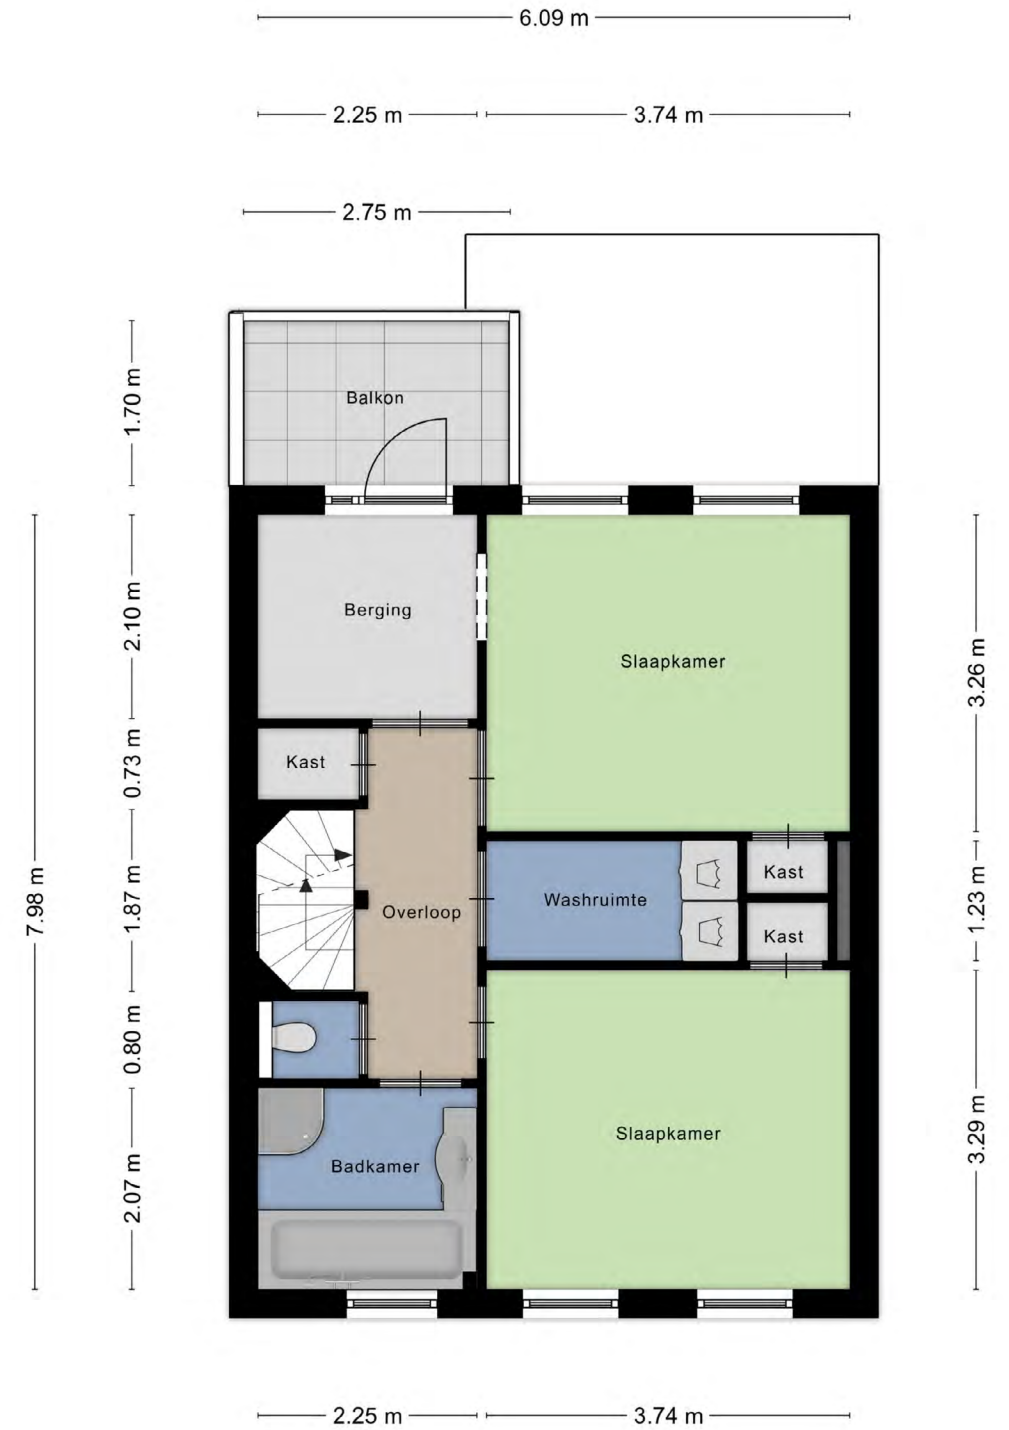 6.09 m
2.25 m
3.74 m
2.75 m
Balkon
1.70 m
Berging
2.10 m
Slaapkamer
3.26 m
Kast
0.73 m
7.98 m
1.87 m
Overloop
Washruimte
Kast
Kast
1.23 m
0.80 m
Badkamer
2.07 m
Slaapkamer
3.29 m
2.25 m
3.74 m